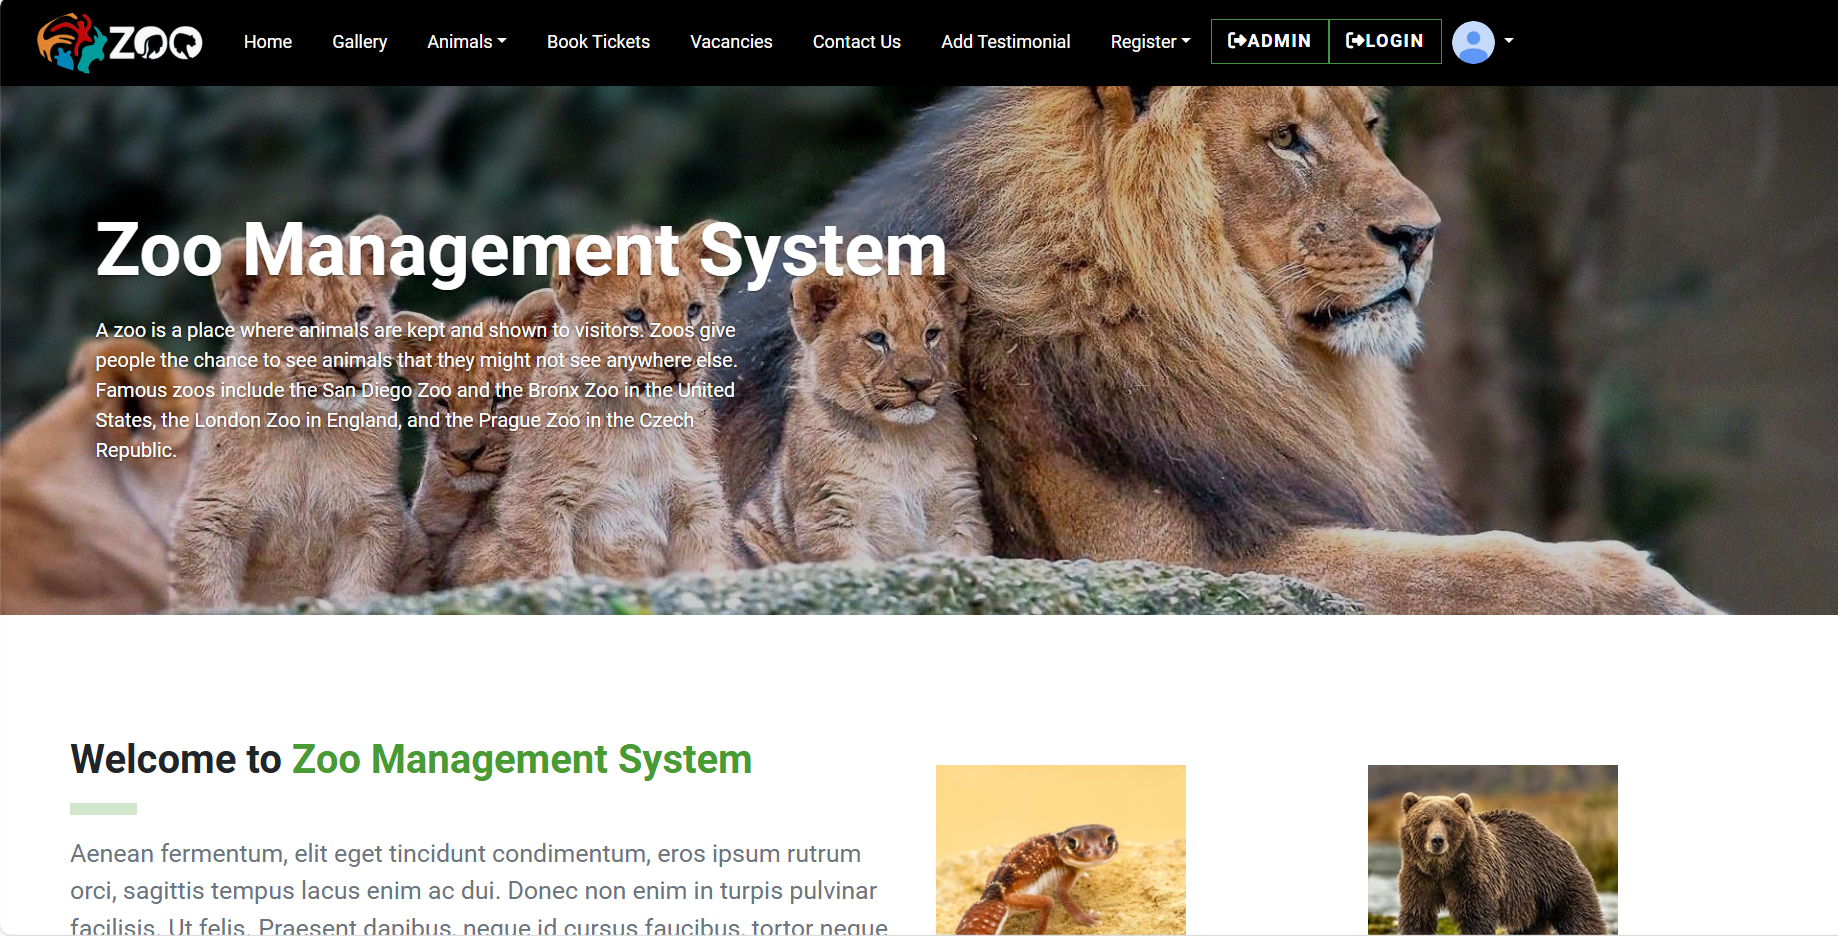 ZOO
Home Gallery Animals Book Tickets Vacancies Contact Us Add Testimonial Register ADMIN LOGIN
Zoo Management System
A zoo is a place where animals are kept and shown to visitors. Zoos give
people the chance to see animals that they might not see anywhere else.
Famous zoos include the San Diego Zoo and the Bronx Zoo in the United
States, the London Zoo in England, and the Prague Zoo in the Czech
Republic.
Welcome to Zoo Management System
Aenean fermentum, elit eget tincidunt condimentum, eros ipsum rutrum
orci, sagittis tempus lacus enim ac dui. Donec non enim in turpis pulvinar
facilisis. Ut felis. Praesent dapibus, neque id cursus faucibus, tortor neque